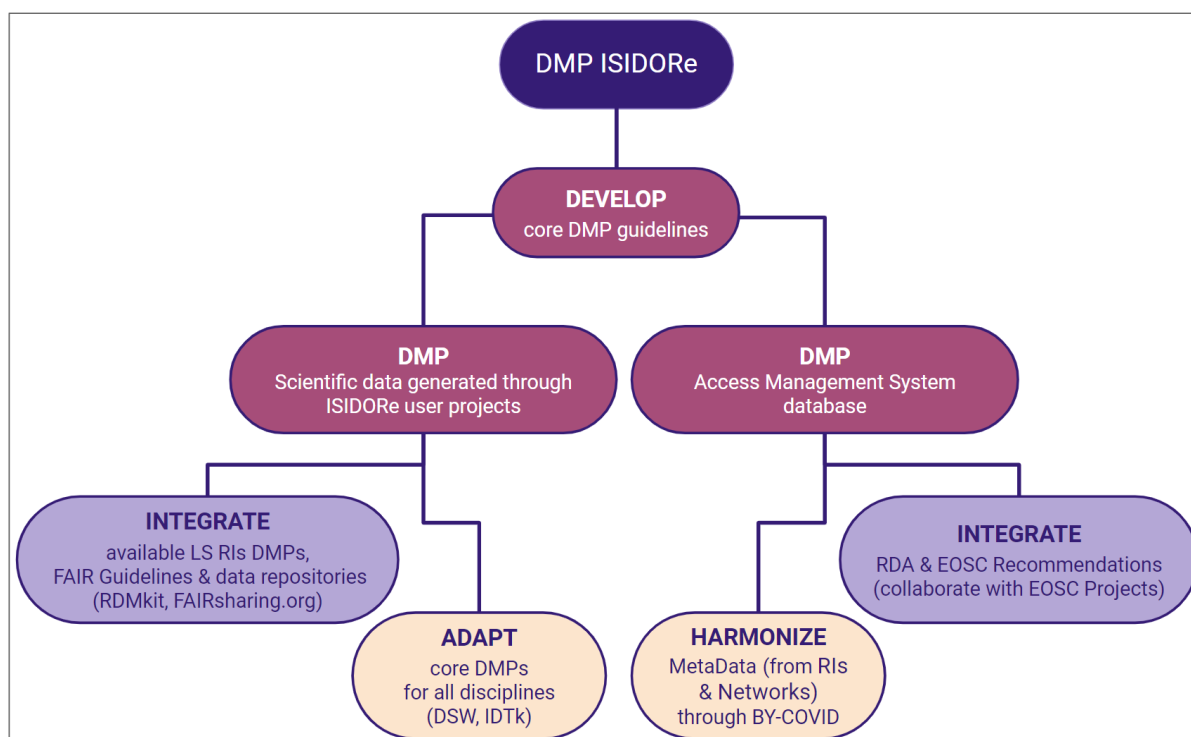 DMP ISIDORe
DEVELOP
core DMP guidelines
DMP
Scientific data generated through
ISIDORe user projects
DMP
Access Management System
database
INTEGRATE
available LS RIs DMPs,
FAIR Guidelines & data repositories
(RDMkit, FAIRsharing.org)
INTEGRATE
RDA & EOSC Recommendations
(collaborate with EOSC Projects)
ADAPT
core DMPs
for all disciplines
(DSW, IDTk)
HARMONIZE
MetaData (from RIs
& Networks)
through BY-COVID